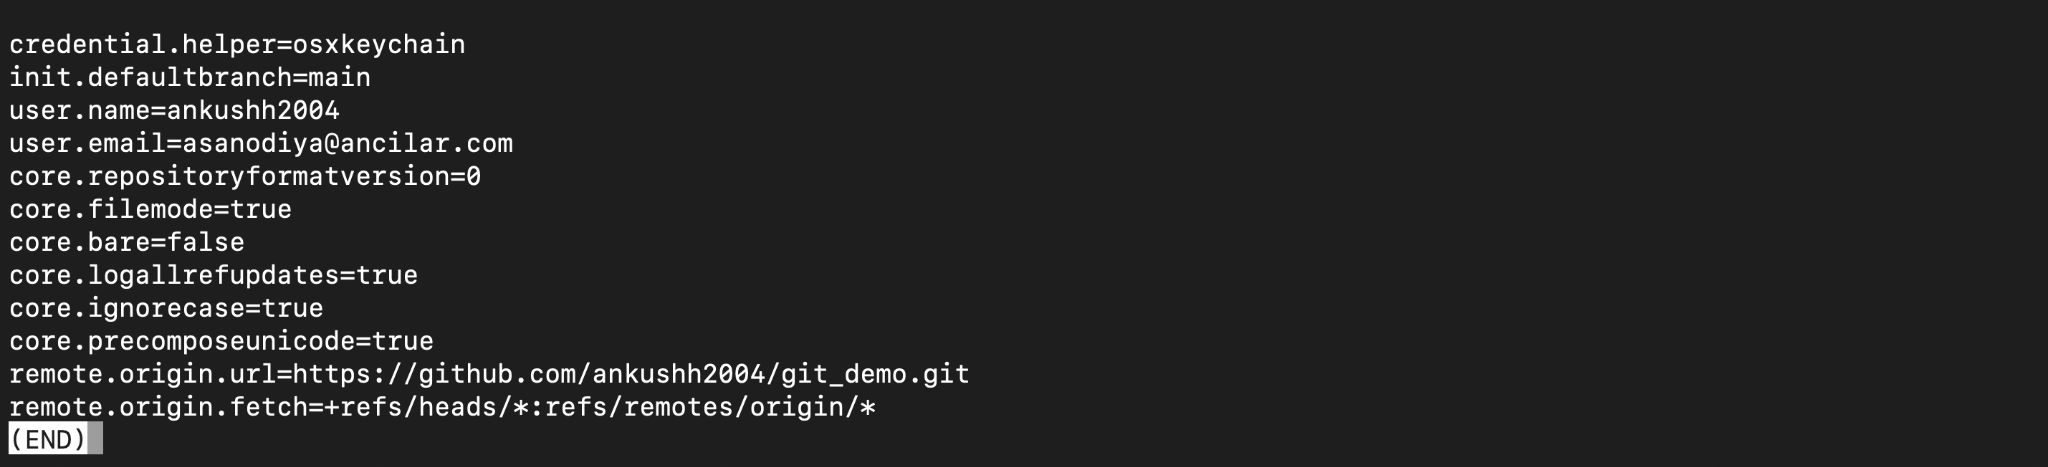 credential.helper=osxkeychain
init.defaultbranch=main
user.name=ankushh2004
user.email=asanodiya@ancilar.com
core.repositoryformatversion=0
core.filemode=true
core.bare=false
core.logallrefupdates=true
core.ignorecase=true
core.precomposeunicode=true
remote.origin.url=https://github.com/ankushh2004/git_demo.git
remote.origin.fetch=+refs/heads/*:refs/remotes/origin/*
(END)